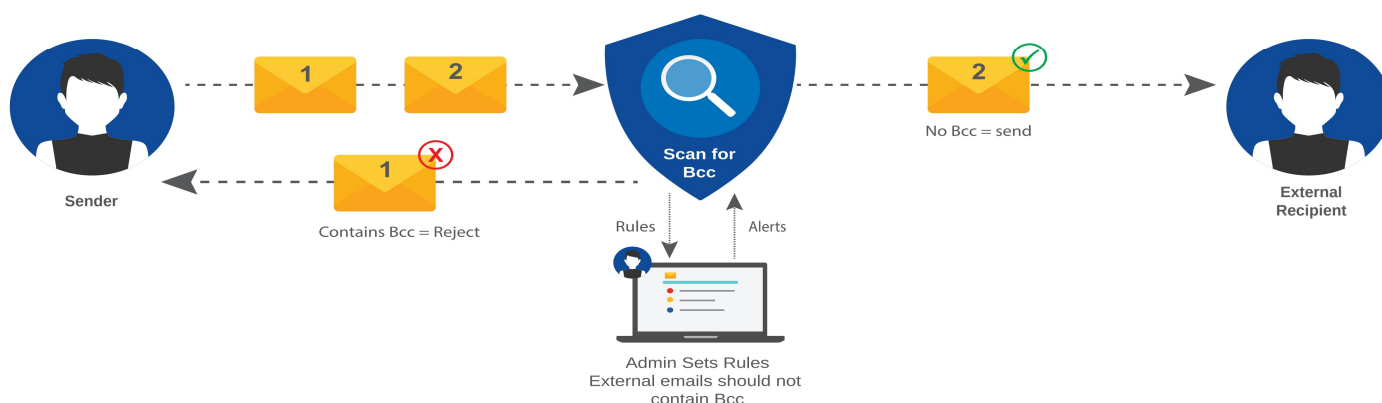 1
2
Scan for
Bcc
2
No Bcc = send
Sender
1
X
Contains Bcc = Reject
External
Recipient
Rules
Alerts
Admin Sets Rules
External emails should not
contain Bcc